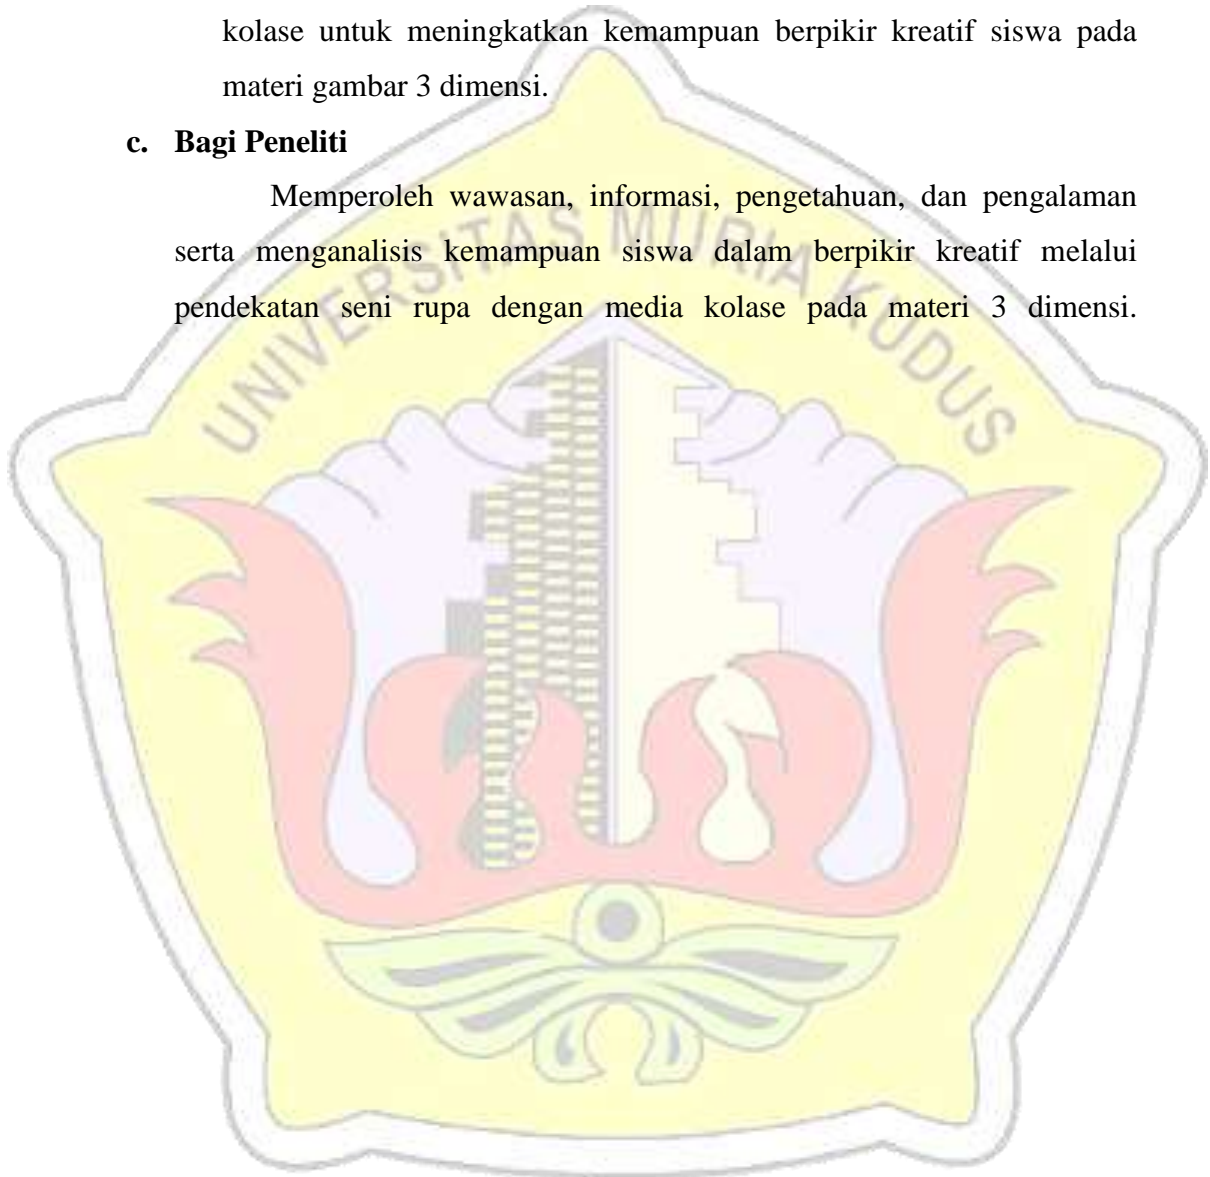 kolase untuk meningkatkan kemampuan berpikir kreatif siswa pada
materi gambar 3 dimensi.
c. Bagi Peneliti
Memperoleh wawasan, informasi, pengetahuan, dan pengalaman
serta menganalisis kemampuan siswa dalam berpikir kreatif melalui
pendekatan seni rupa dengan media kolase pada materi 3 dimensi.
UNIVERSITAS MURIA KUDUS